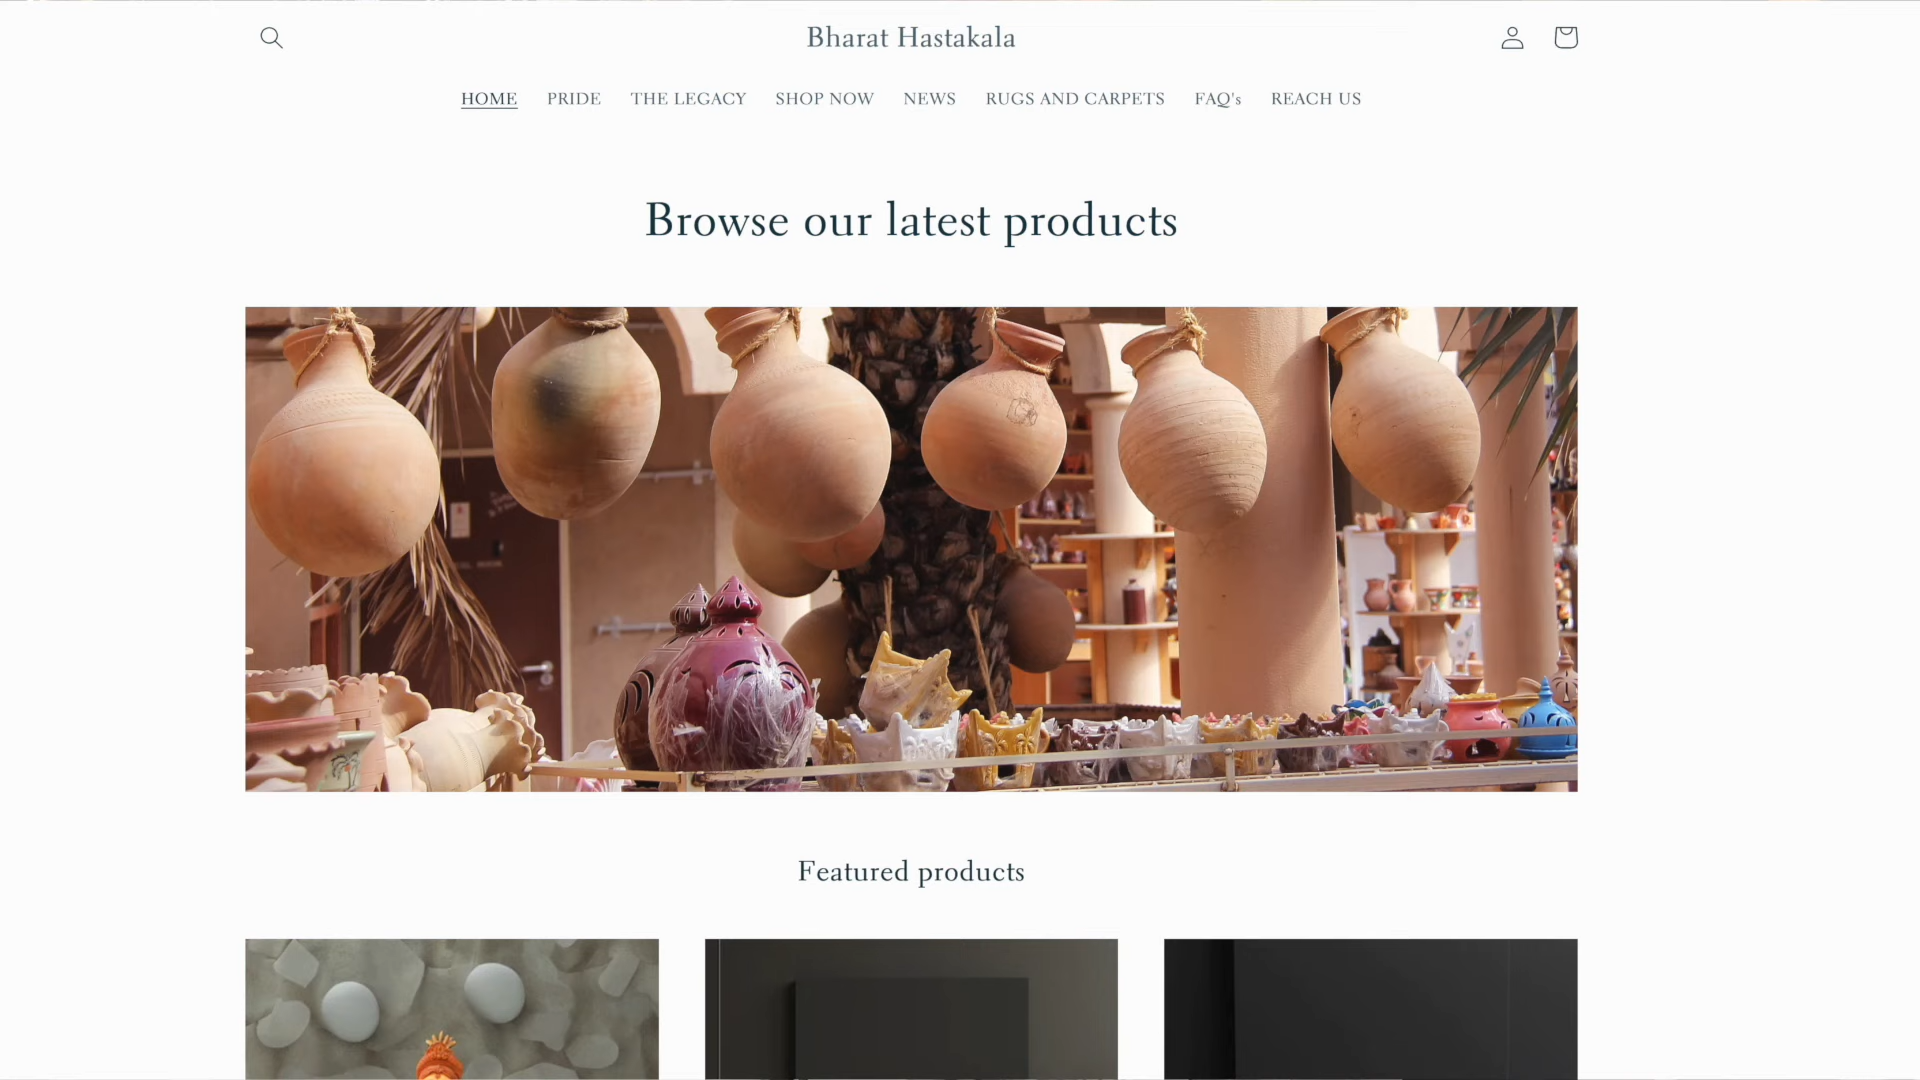 Bharat Hastakala
HOME PRIDE THE LEGACY SHOP NOW NEWS RUGS AND CARPETS FAQ's REACH US
Browse our latest products
Featured products